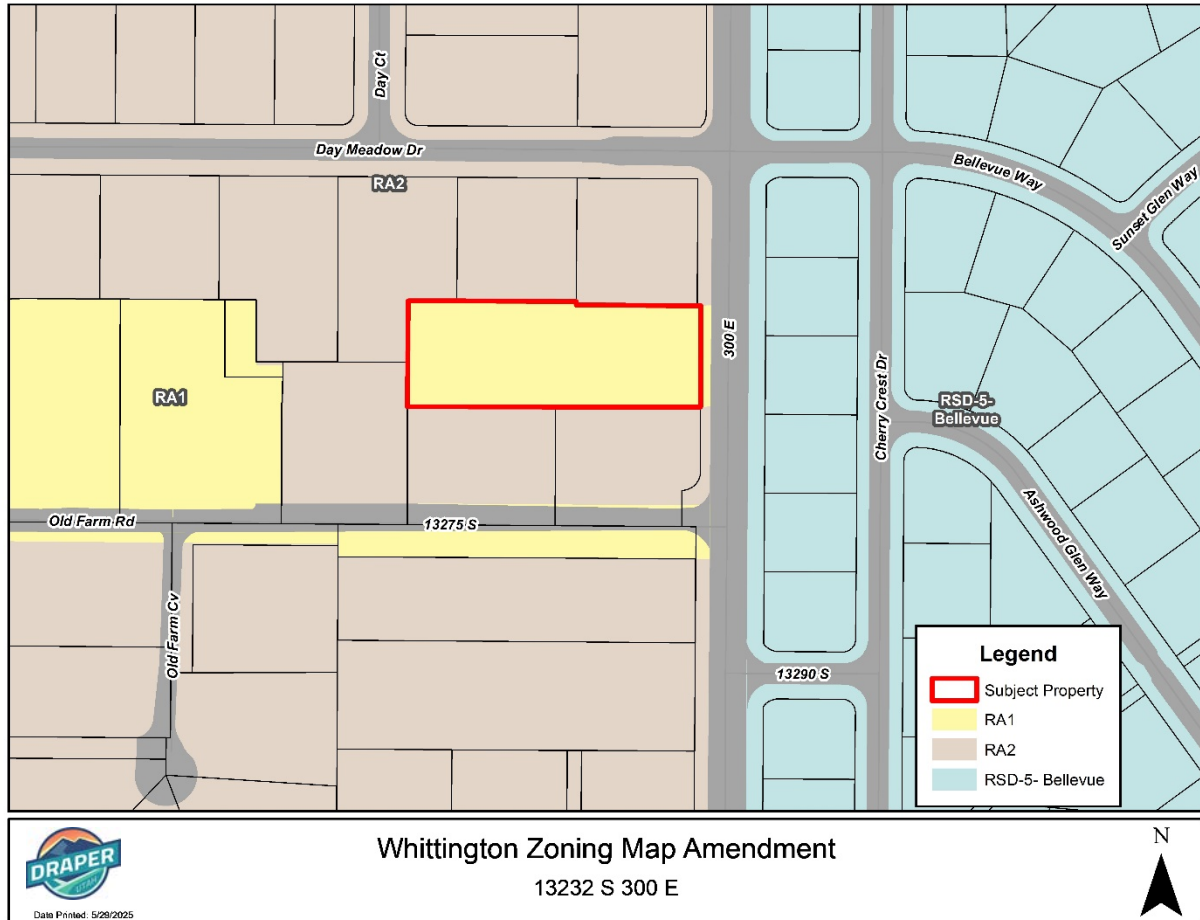 Day Ct
Day Meadow Dr
RA2
Bellevue Way
Sunset Glen Way
300 E
RA1
Cherry Crest Dr
RSD-5-
Bellevue
Old Farm Rd
13275 S
Ashwood Glen Way
Old Farm Cv
13290 S
Legend
Subject Property
RA1
RA2
RSD-5- Bellevue
DRAPER
UTAH
Date Printed: 5/29/2025
Whittington Zoning Map Amendment
13232 S 300 E
N